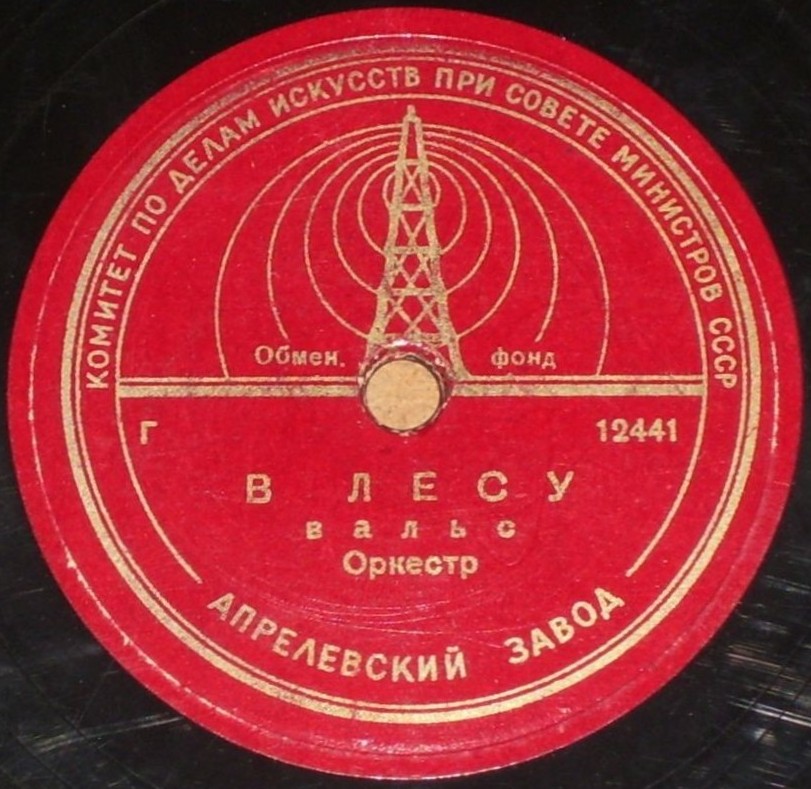 КОМИТЕТ ПО ДЕЛАМ ИСКУССТВ ПРИ СОВЕТЕ МИНИСТРОВ СССР
Обмен. фонд
Г 12441
В ЛЕСУ
вальс
Оркестр
АПРЕЛЕВСКИЙ ЗАВОД